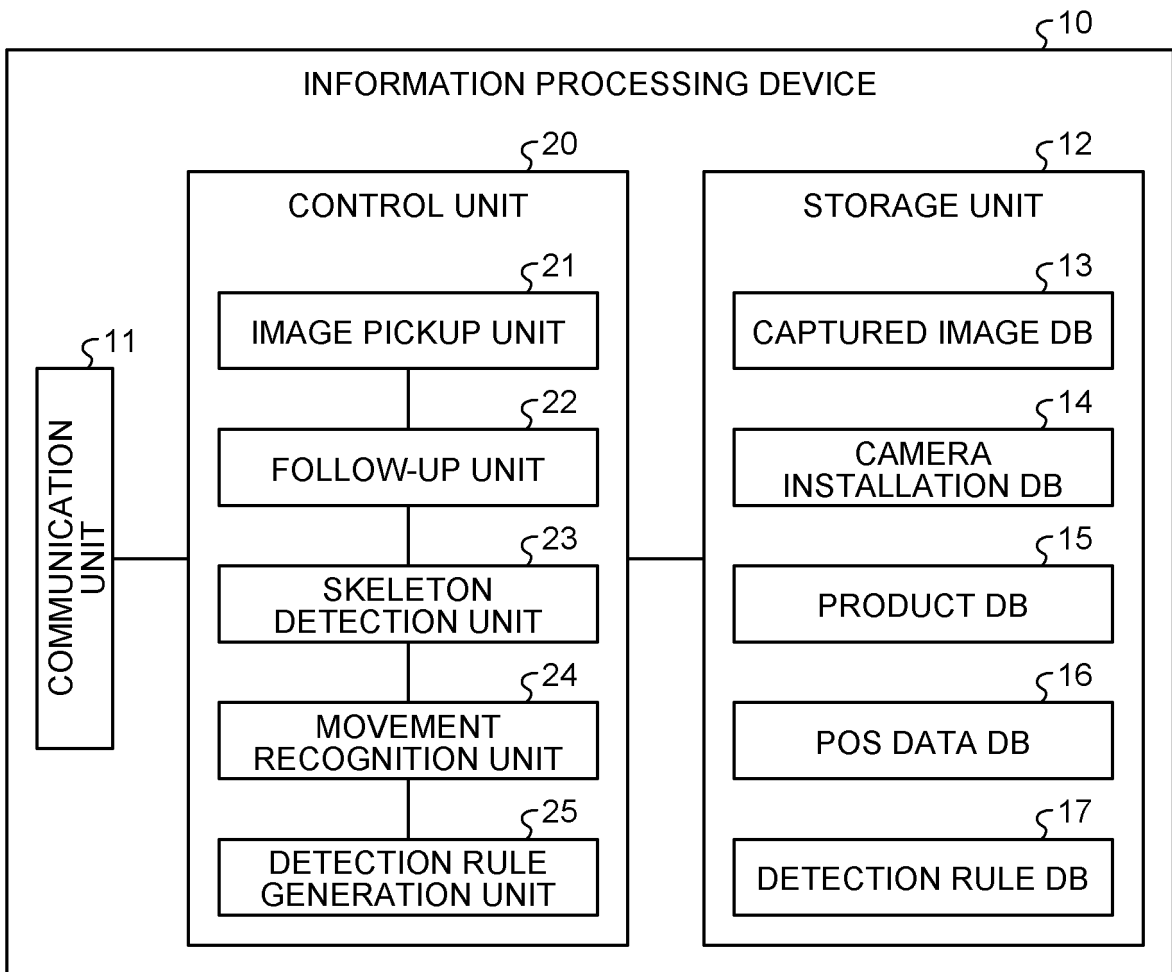 10
INFORMATION PROCESSING DEVICE
11
COMMUNICATION
UNIT
20
CONTROL UNIT
21
IMAGE PICKUP UNIT
22
FOLLOW-UP UNIT
23
SKELETON
DETECTION UNIT
24
MOVEMENT
RECOGNITION UNIT
25
DETECTION RULE
GENERATION UNIT
12
STORAGE UNIT
13
CAPTURED IMAGE DB
14
CAMERA
INSTALLATION DB
15
PRODUCT DB
16
POS DATA DB
17
DETECTION RULE DB